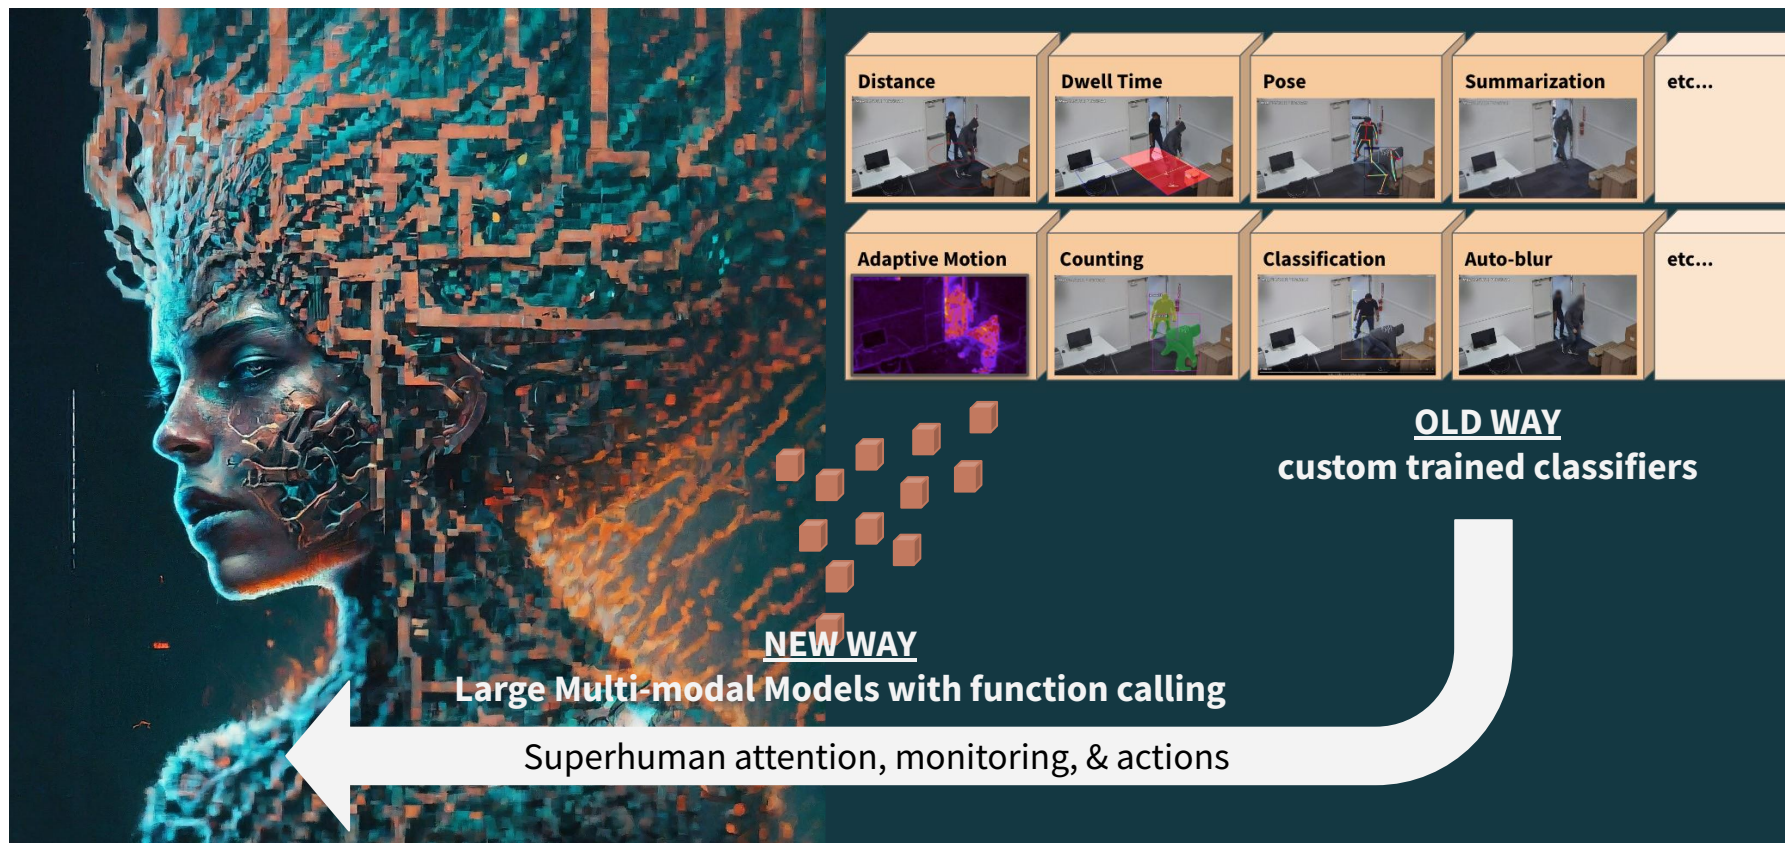 Distance
Dwell Time
Pose
Summarization
etc...
Adaptive Motion
Counting
Classification
Auto-blur
etc...
OLD WAY
custom trained classifiers
NEW WAY
Large Multi-modal Models with function calling
Superhuman attention, monitoring, & actions